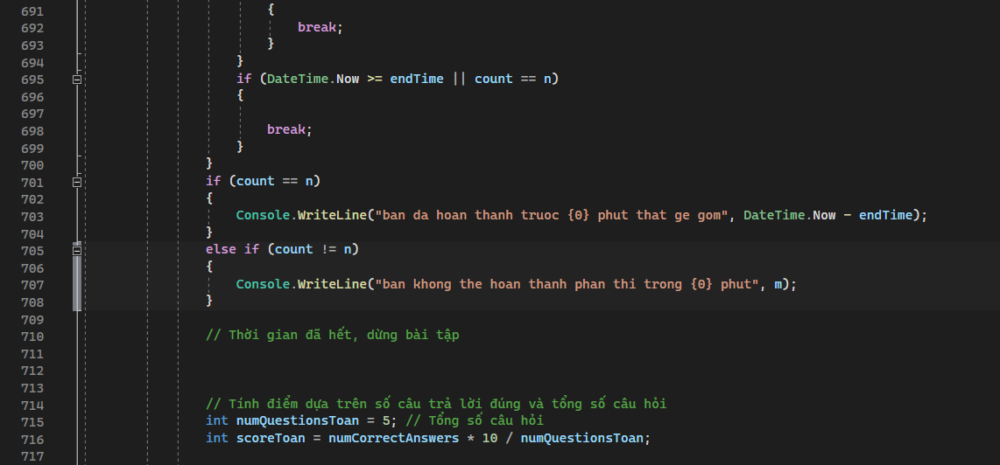 691 {
692 break;
693 }
694 }
695 if (DateTime.Now >= endTime || count == n)
696 {
697
698 break;
699 }
700 }
701 if (count == n)
702 {
703 Console.WriteLine("ban da hoan thanh truoc {0} phut that ge gom", DateTime.Now - endTime);
704 }
705 else if (count != n)
706 {
707 Console.WriteLine("ban khong the hoan thanh phan thi trong {0} phut", m);
708 }
709
710 // Thời gian đã hết, dừng bài tập
711
712
713
714 // Tính điểm dựa trên số câu trả lời đúng và tổng số câu hỏi
715 int numQuestionsToan = 5; // Tổng số câu hỏi
716 int scoreToan = numCorrectAnswers * 10 / numQuestionsToan;
717